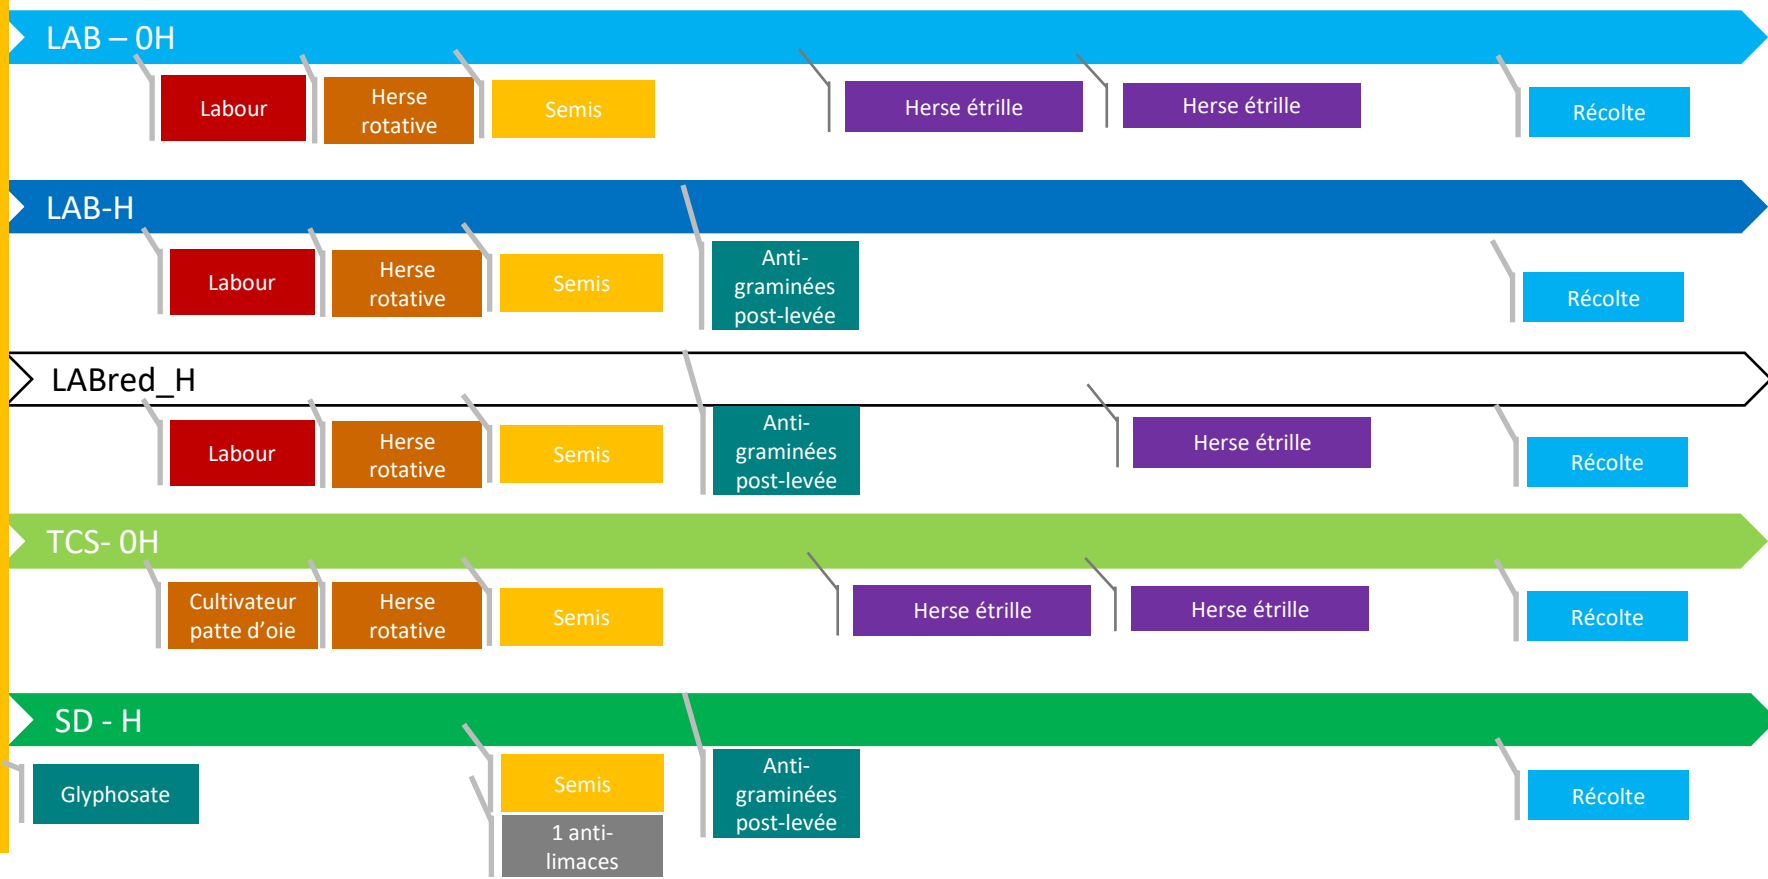 LAB – 0H
Labour
Herse
rotative
Semis
Herse étrille
Herse étrille
Récolte
LAB-H
Labour
Herse
rotative
Semis
Anti-
graminées
post-levée
Récolte
LABred_H
Labour
Herse
rotative
Semis
Anti-
graminées
post-levée
Herse étrille
Récolte
TCS- 0H
Cultivateur
patte d’oie
Herse
rotative
Semis
Herse étrille
Herse étrille
Récolte
SD - H
Glyphosate
Semis
1 anti-
limaces
Anti-
graminées
post-levée
Récolte